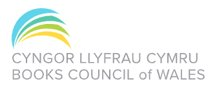 CYNGOR LLYFRAU CYMRU
BOOKS COUNCIL of WALES